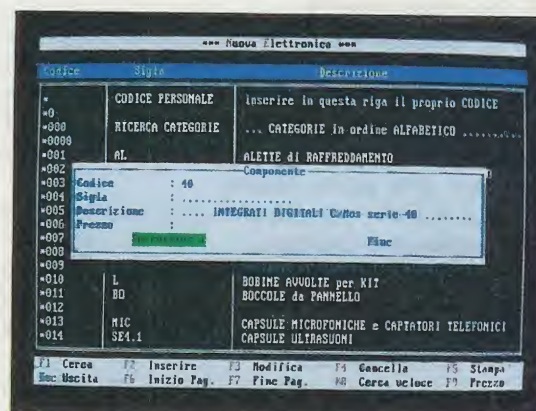 *** Nuova Elettronica ***
Codice Sigla Descrizione
* CODICE PERSONALE inserire in questa riga il proprio CODICE
*0
*000 RICERCA CATEGORIE ... CATEGORIE in ordine ALFABETICO ..........
*0000
*001 AL ALETTE di RAFFREDDAMENTO
*002
Componente
*003 Codice : 40
*004 Sigla : ..................
*005 Descrizione : .... INTEGRATI DIGITALI C/Mos serie 40 ........
*006 Prezzo :
*007 Fine
*008
*009
*010 L BOBINE AVVOLTE per KIT
*011 BO BOCCOLE da PANNELLO
*012
*013 MIC CAPSULE MICROFONICHE e CAPTATORI TELEFONICI
*014 SE4.1 CAPSULE ULTRASUONI
F1 Cerca F2 Inserire F3 Modifica F4 Cancella F5 Stampa
Esc Uscita F6 Inizio Pag. F7 Fine Pag. Cerca veloce F9 Prezzo